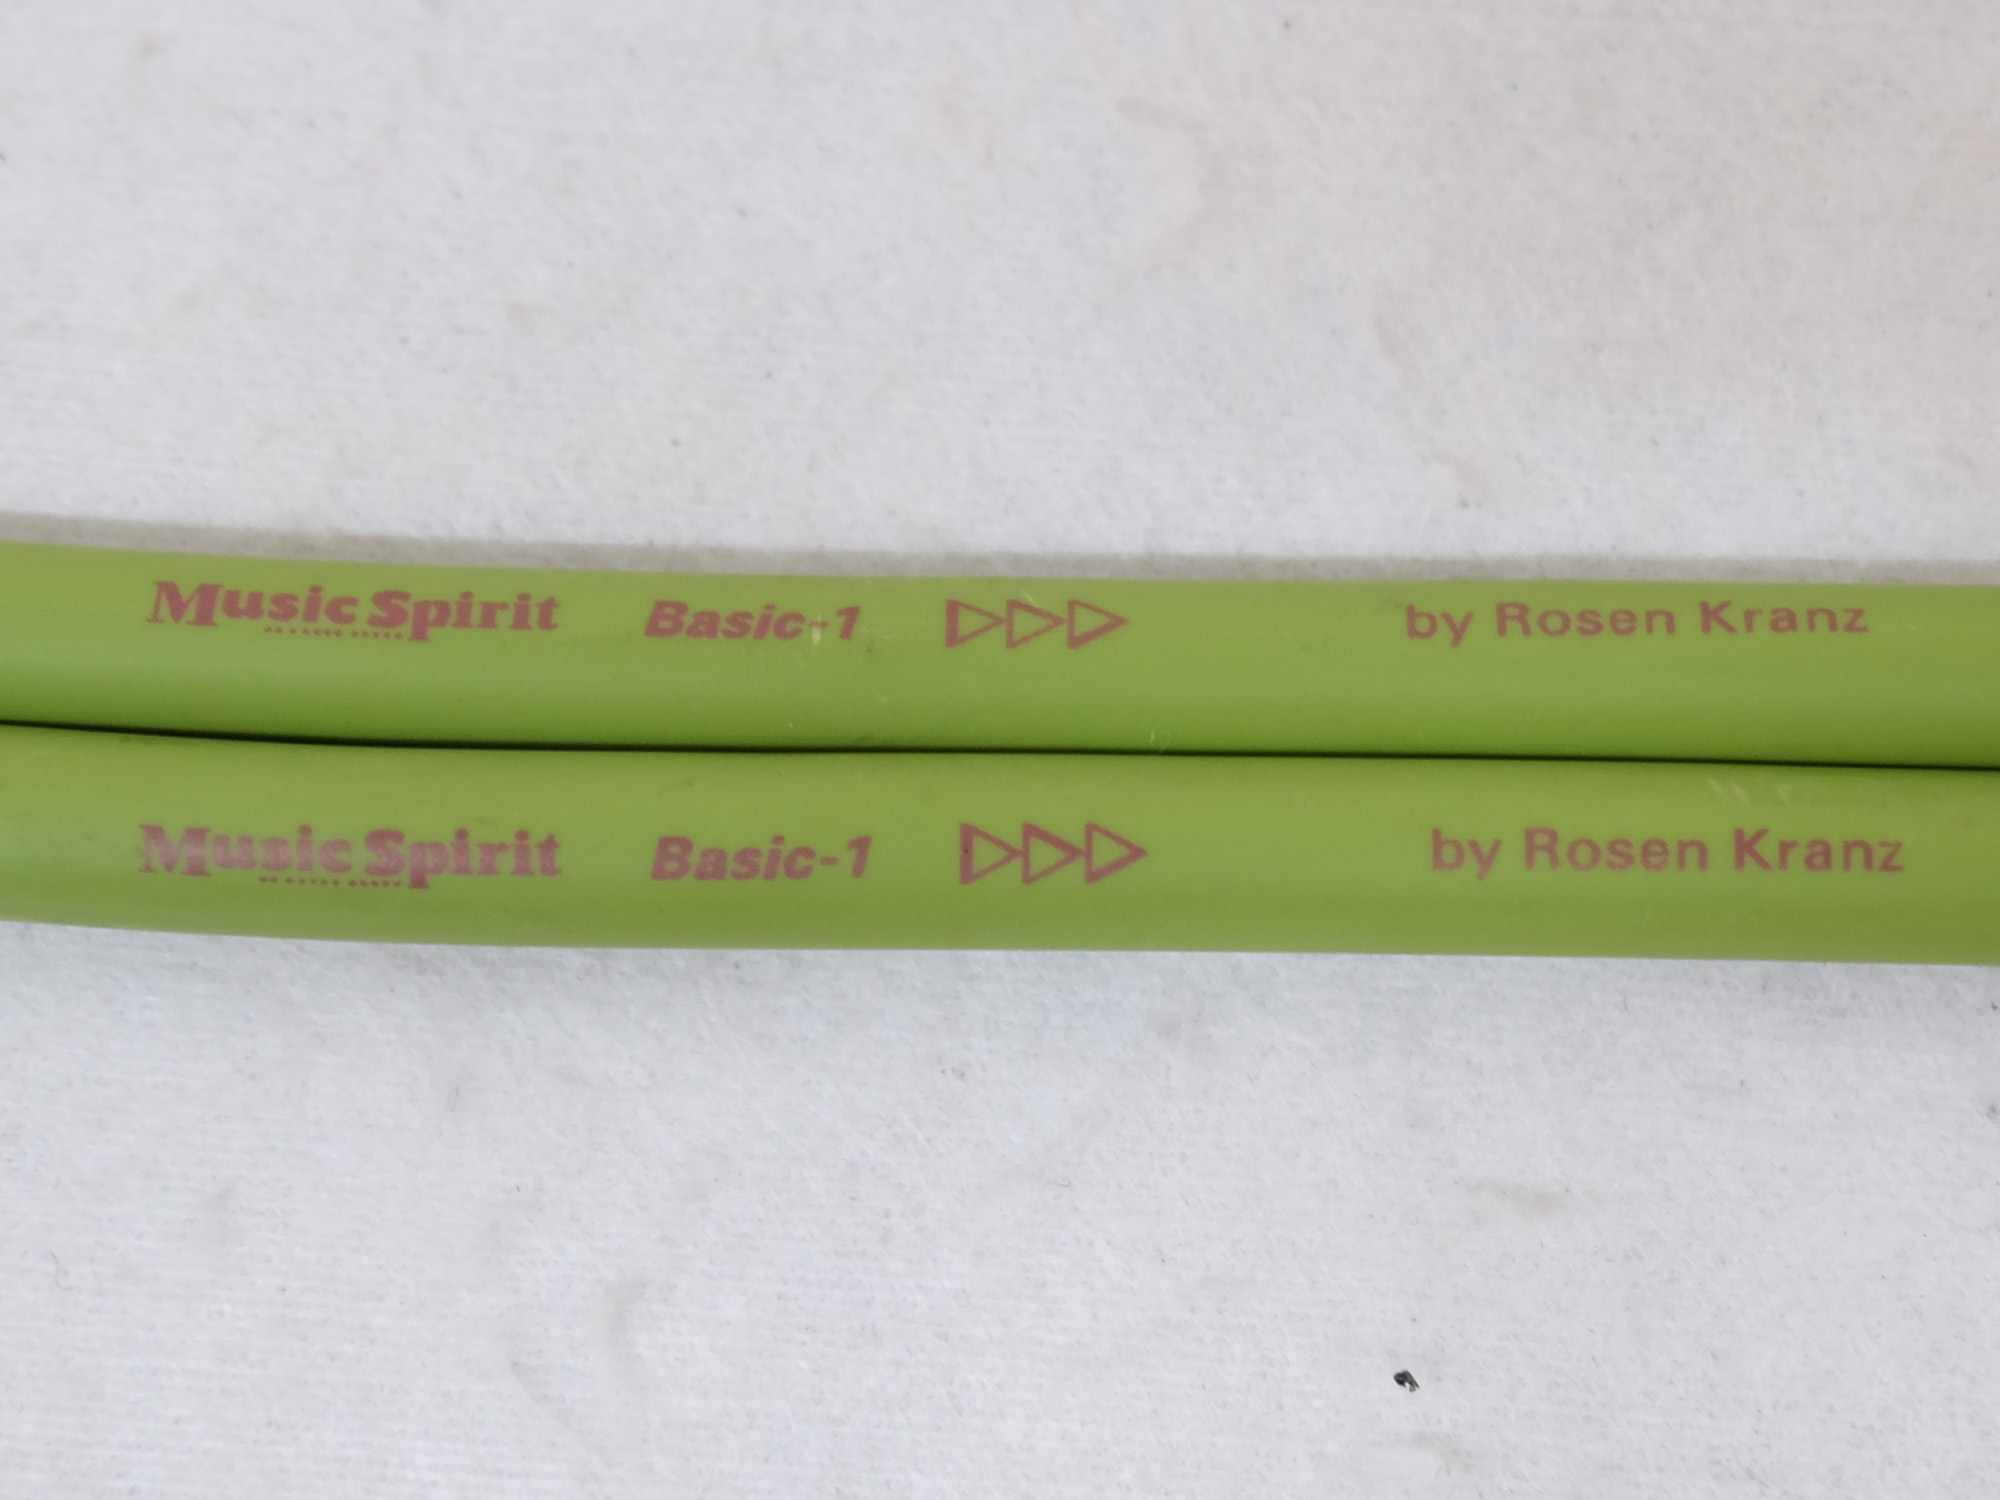 Music Spirit Basic-1 ▷▷▷ by Rosen Kranz
Music Spirit Basic-1 ▷▷▷ by Rosen Kranz